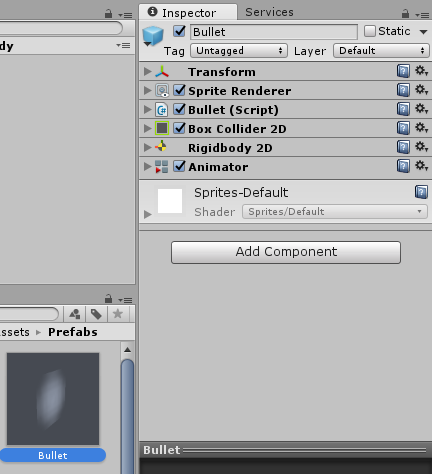 Inspector Services
dy
Bullet Static
Tag Untagged Layer Default
Transform
Sprite Renderer
Bullet (Script)
Box Collider 2D
Rigidbody 2D
Animator
Sprites-Default
Shader Sprites/Default
Add Component
ssets Prefabs
Bullet
Bullet